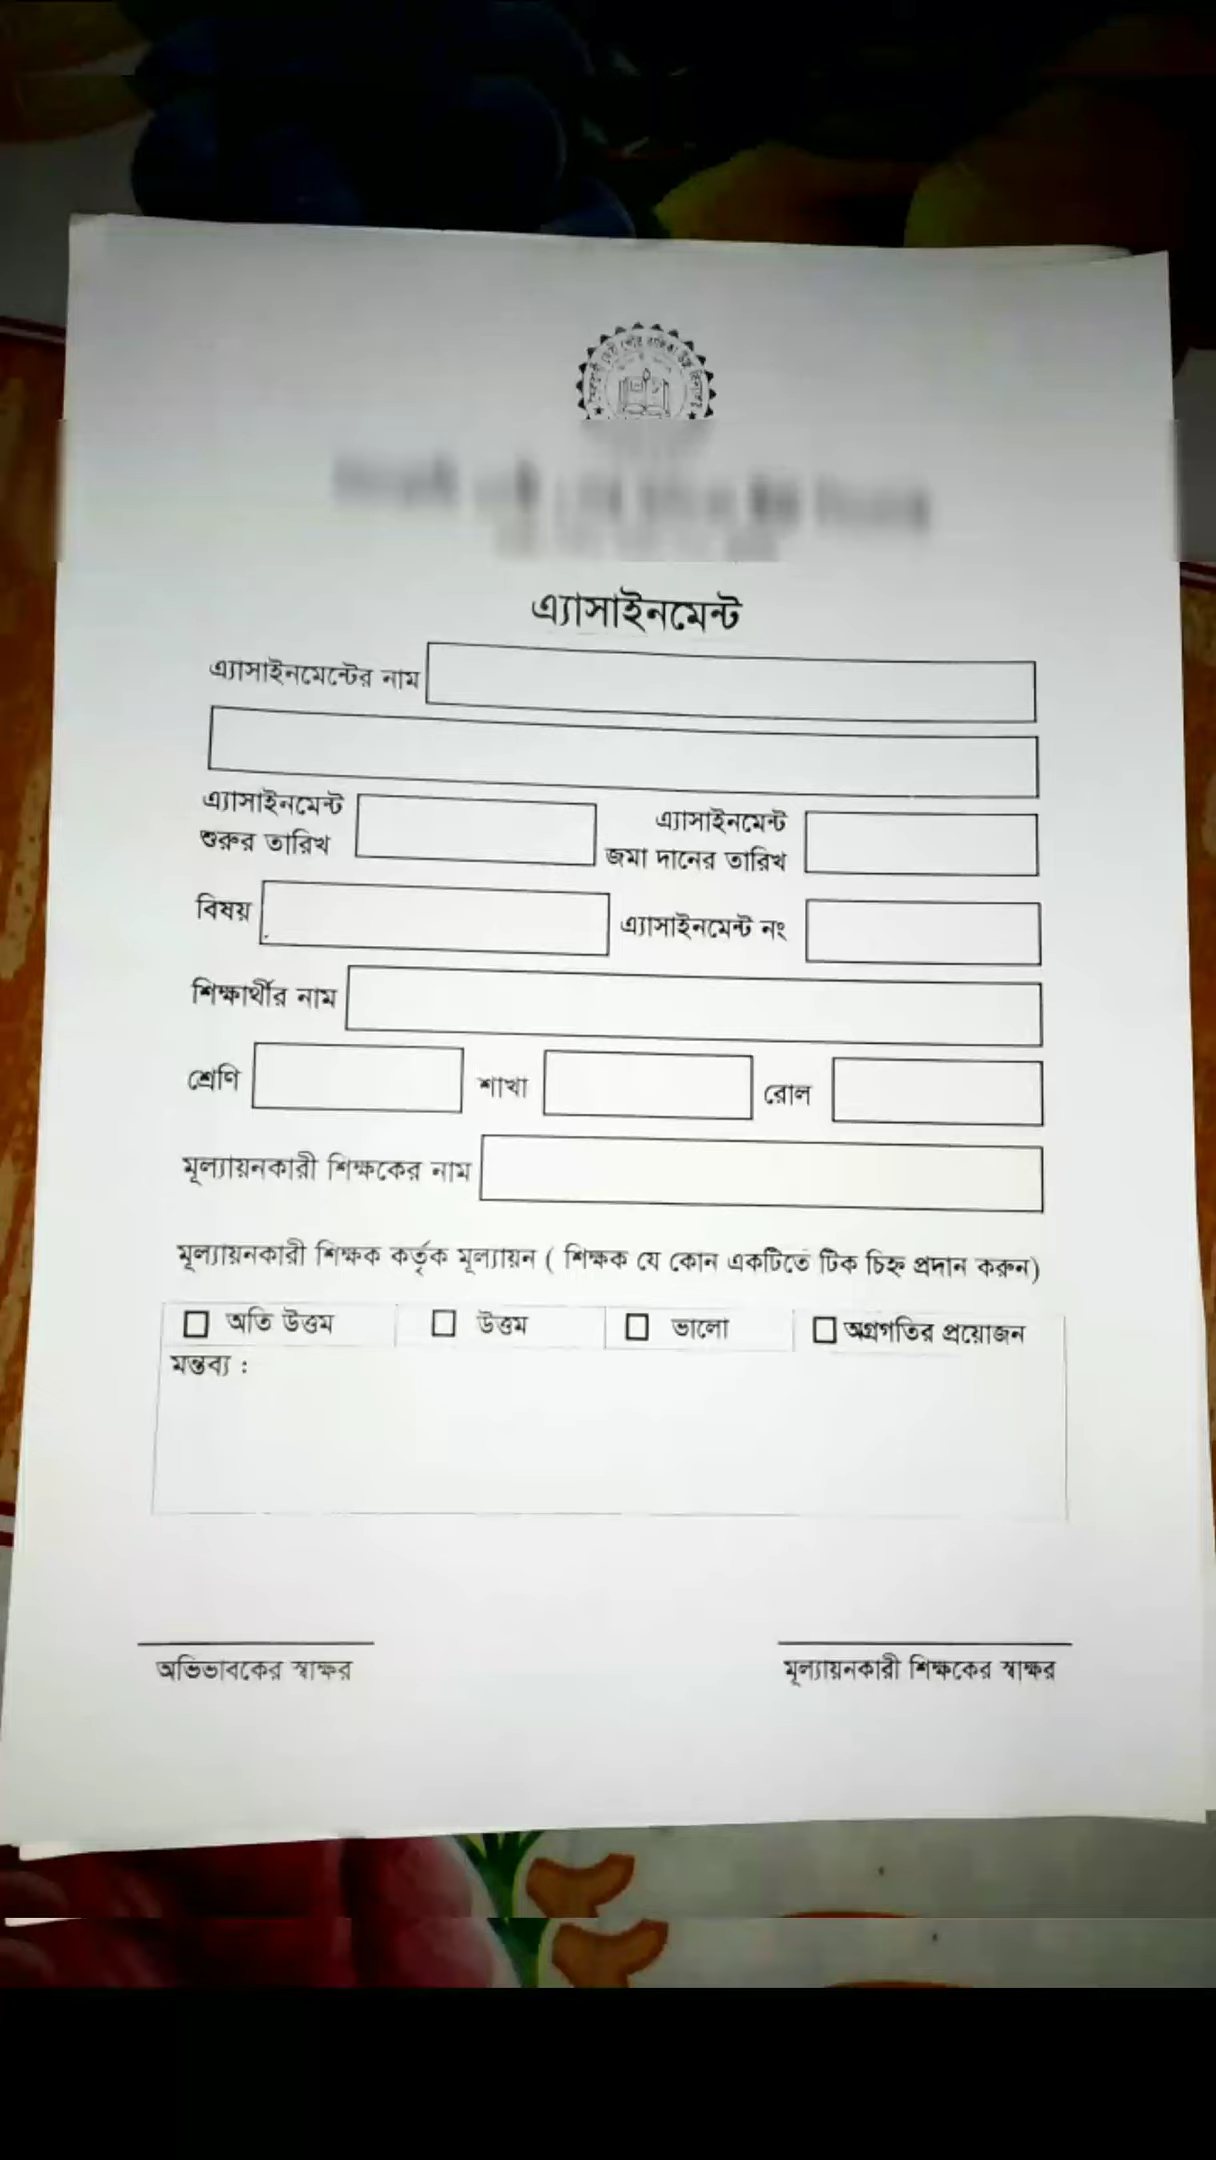 এ্যাসাইনমেন্ট
এ্যাসাইনমেন্টের নাম
এ্যাসাইনমেন্ট শুরুর তারিখ
এ্যাসাইনমেন্ট জমা দানের তারিখ
বিষয়
এ্যাসাইনমেন্ট নং
শিক্ষার্থীর নাম
শ্রেণি শাখা রোল
মূল্যায়নকারী শিক্ষকের নাম
মূল্যায়নকারী শিক্ষক কর্তৃক মূল্যায়ন ( শিক্ষক যে কোন একটিতে টিক চিহ্ন প্রদান করুন)
অতি উত্তম উত্তম ভালো অগ্রগতির প্রয়োজন
মন্তব্য :
অভিভাবকের স্বাক্ষর মূল্যায়নকারী শিক্ষকের স্বাক্ষর